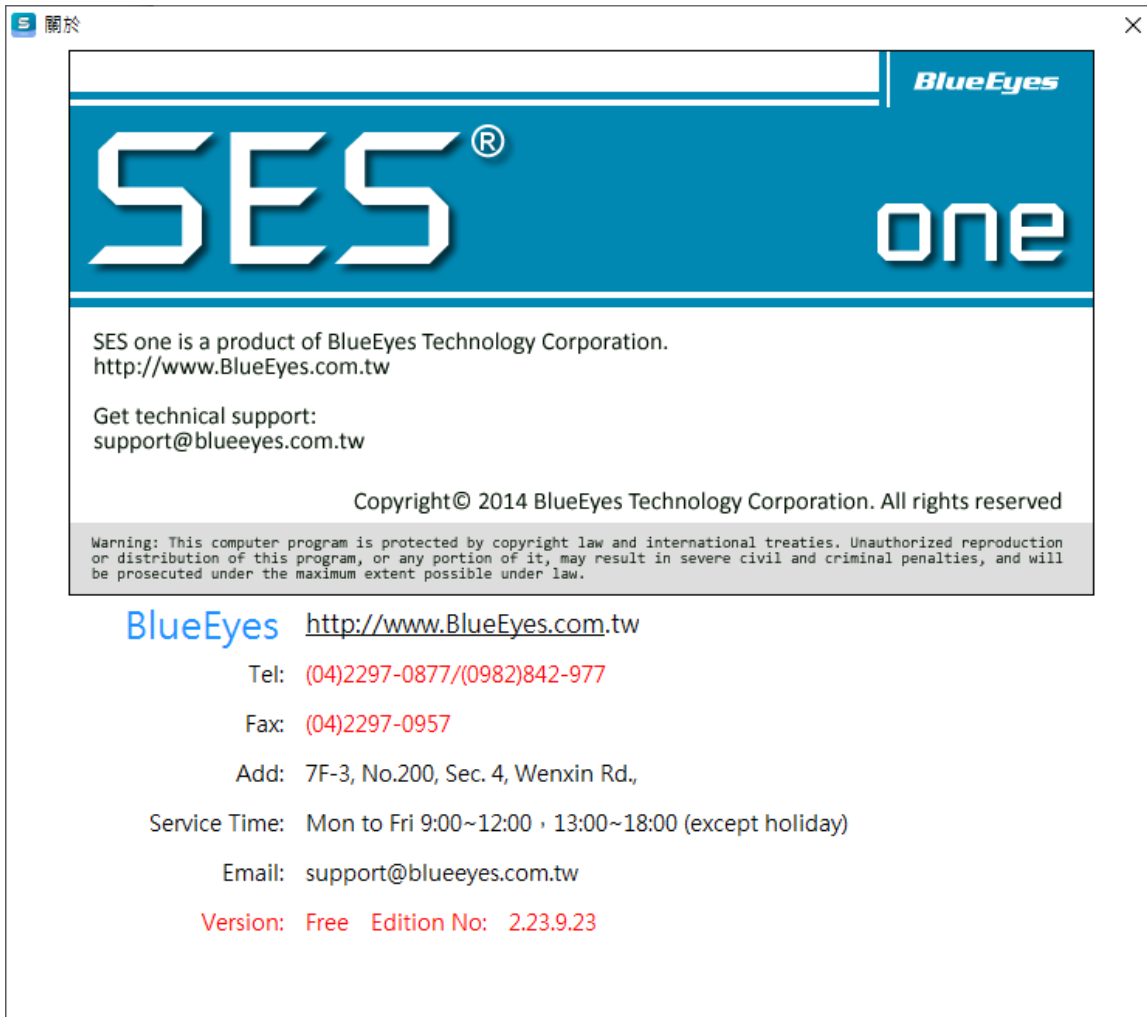 S 關於
BlueEyes
SES®
one
SES one is a product of BlueEyes Technology Corporation.
http://www.BlueEyes.com.tw
Get technical support:
support@blueeyes.com.tw
Copyright© 2014 BlueEyes Technology Corporation. All rights reserved
Warning: This computer program is protected by copyright law and international treaties. Unauthorized reproduction
or distribution of this program, or any portion of it, may result in severe civil and criminal penalties, and will
be prosecuted under the maximum extent possible under law.
BlueEyes http://www.BlueEyes.com.tw
Tel: (04)2297-0877/(0982)842-977
Fax: (04)2297-0957
Add: 7F-3, No.200, Sec. 4, Wenxin Rd.,
Service Time: Mon to Fri 9:00~12:00，13:00~18:00 (except holiday)
Email: support@blueeyes.com.tw
Version: Free Edition No: 2.23.9.23